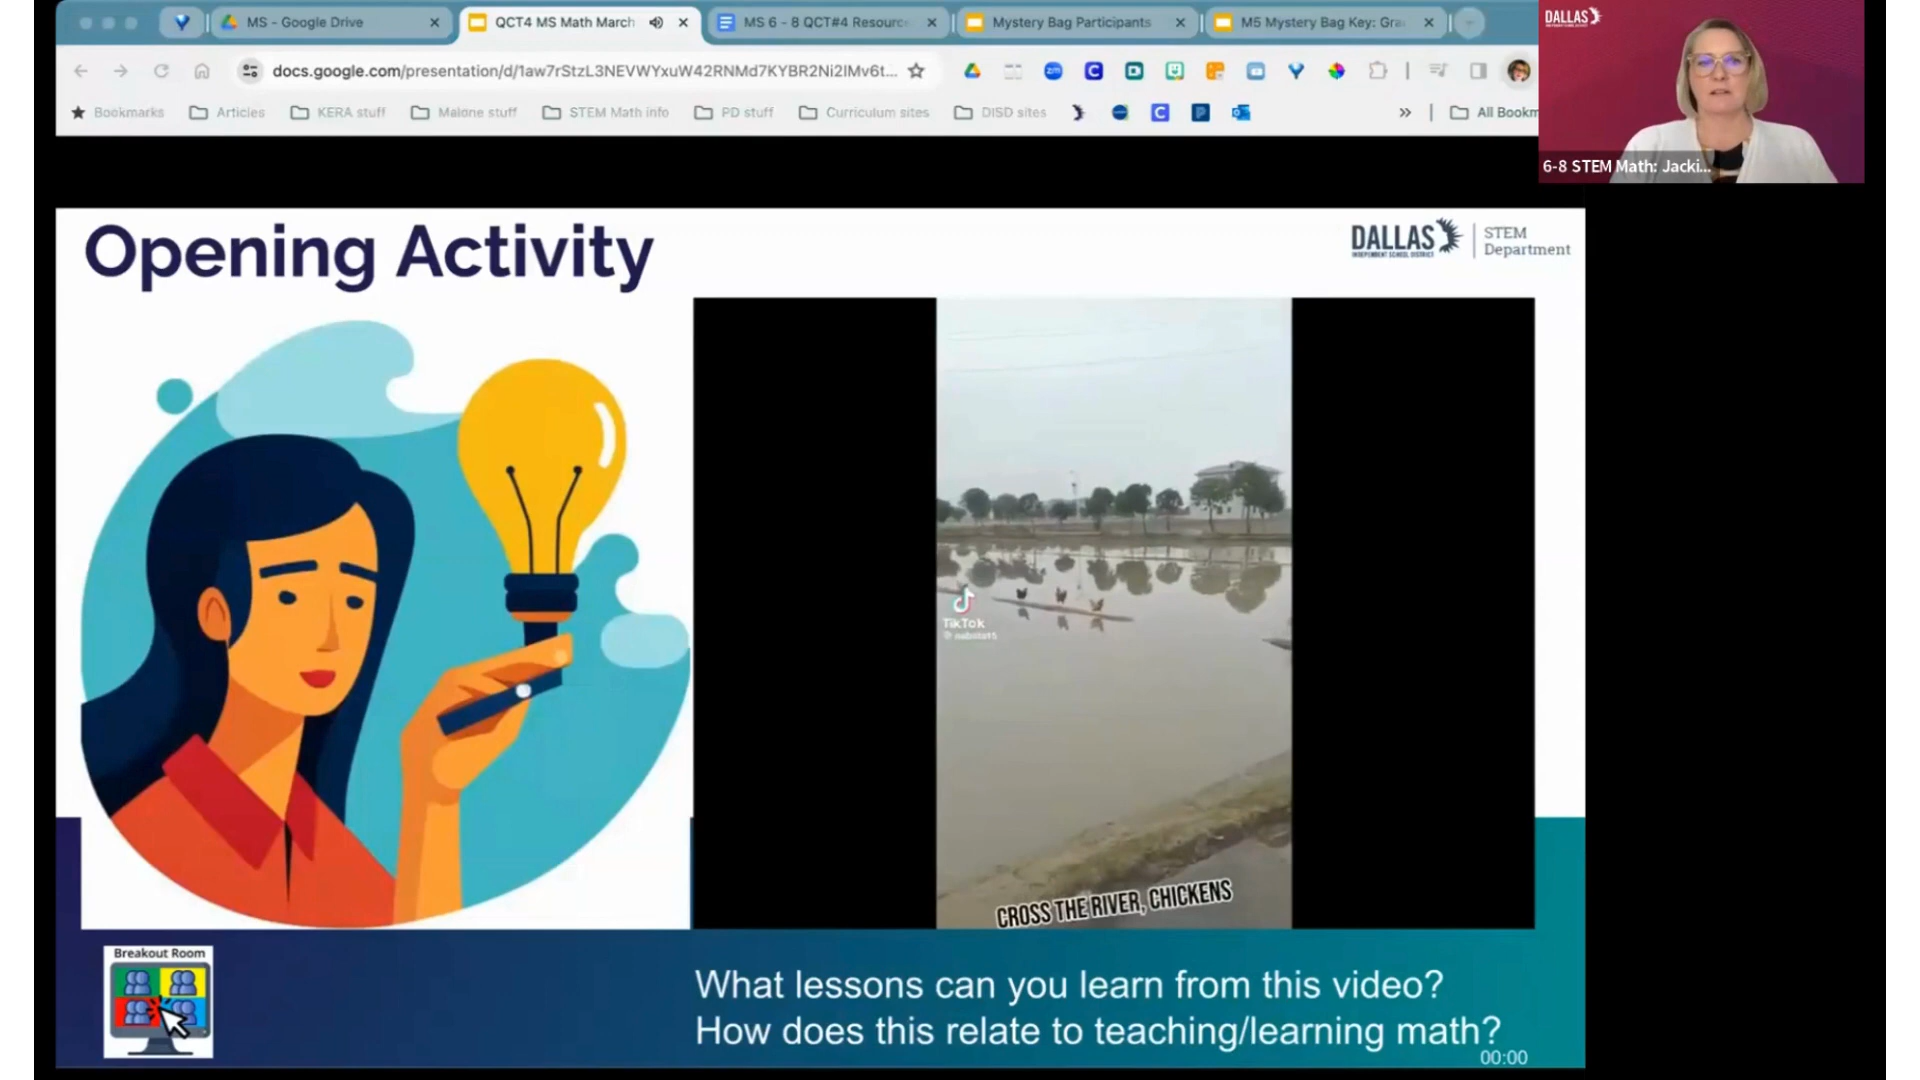 MS - Google Drive
QCT4 MS Math March
MS 6 - 8 QCT#4 Resourc
Mystery Bag Participants
M5 Mystery Bag Key: Gra
docs.google.com/presentation/d/1aw7rStzL3NEVWYxuW42RNMd7KYBR2Ni2IMv6t...
Bookmarks
Articles
KERA stuff
Malone stuff
STEM Math info
PD stuff
Curriculum sites
DISD sites
All Bookm
DALLAS
6-8 STEM Math: Jacki...
Opening Activity
DALLAS
INDEPENDENT SCHOOL DISTRICT
STEM
Department
TikTok
CROSS THE RIVER, CHICKENS
Breakout Room
What lessons can you learn from this video?
How does this relate to teaching/learning math?
00:00